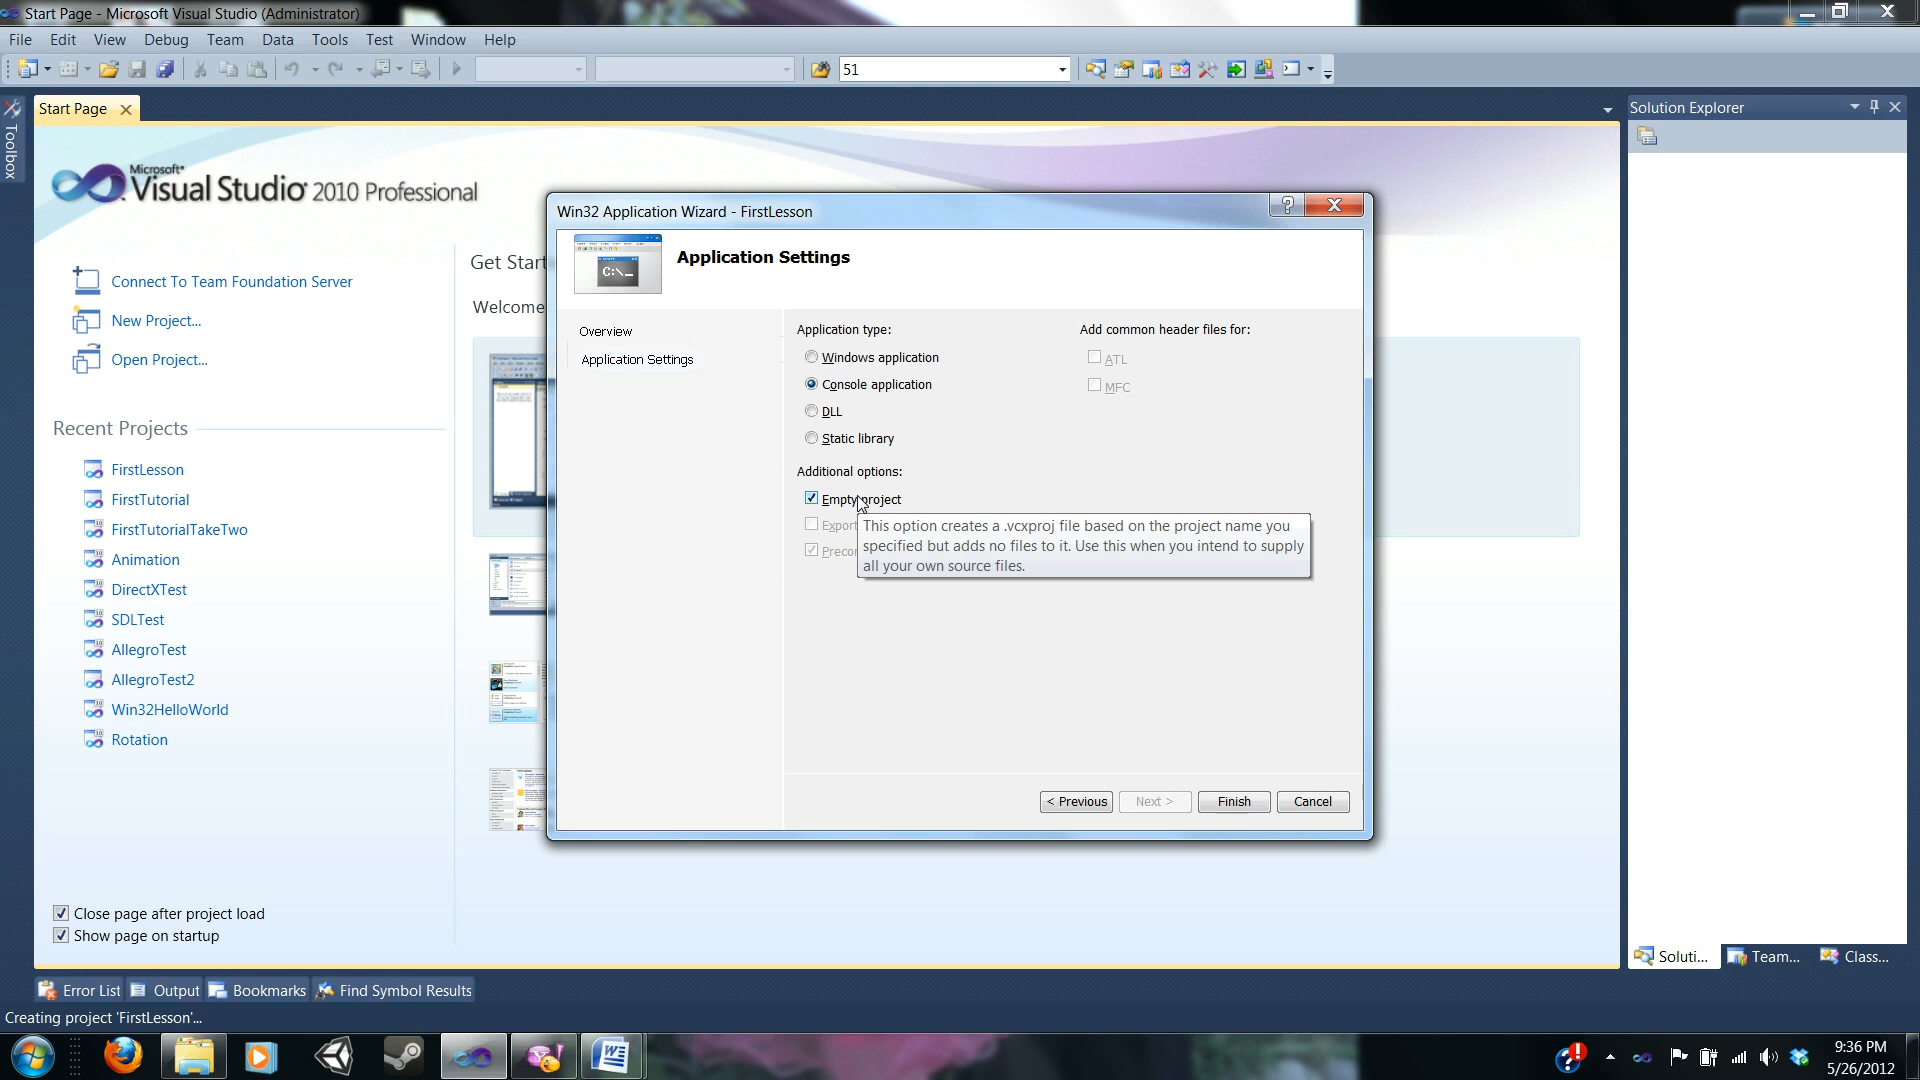 Start Page - Microsoft Visual Studio (Administrator)
File Edit View Debug Team Data Tools Test Window Help
51
Start Page
Solution Explorer
Toolbox
Microsoft
Visual Studio 2010 Professional
Win32 Application Wizard - FirstLesson
?
C:\_
Application Settings
Connect To Team Foundation Server
Get Start
New Project...
Welcome
Open Project...
Overview
Application Settings
Application type:
Windows application
Console application
DLL
Static library
Add common header files for:
ATL
MFC
Additional options:
Empty project
Export
Precor
This option creates a .vcxproj file based on the project name you
specified but adds no files to it. Use this when you intend to supply
all your own source files.
Recent Projects
FirstLesson
FirstTutorial
FirstTutorialTakeTwo
Animation
DirectXTest
SDLTest
AllegroTest
AllegroTest2
Win32HelloWorld
Rotation
< Previous Next > Finish Cancel
Close page after project load
Show page on startup
Soluti... Team... Class...
Error List Output Bookmarks Find Symbol Results
Creating project 'FirstLesson'...
9:36 PM
5/26/2012